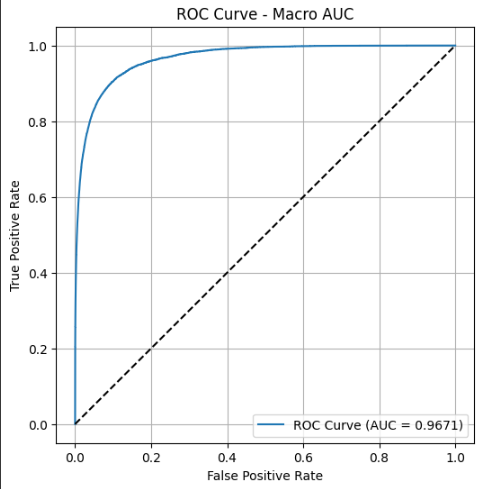 ROC Curve - Macro AUC
True Positive Rate
1.0
0.8
0.6
0.4
0.2
0.0
ROC Curve (AUC = 0.9671)
0.0 0.2 0.4 0.6 0.8 1.0
False Positive Rate